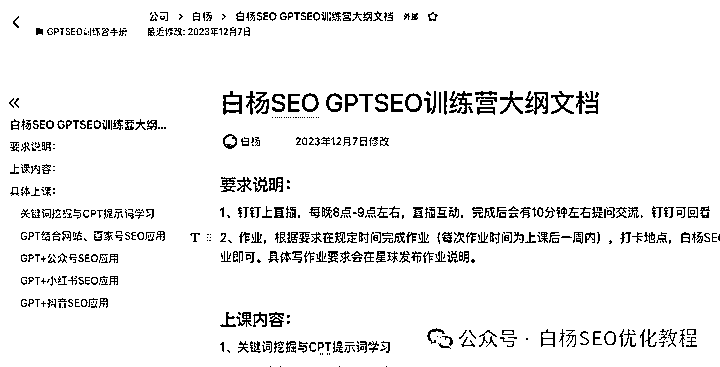 公司 > 白杨 > 白杨SEO GPTSEO训练营大纲文档 外部
GPTSEO训练营手册 最近修改: 2023年12月7日
白杨SEO GPTSEO训练营大纲...
要求说明:
上课内容:
具体上课:
关键词挖掘与CPT提示词学习
GPT结合网站、百家号SEO应用
GPT+公众号SEO应用
GPT+小红书SEO应用
GPT+抖音SEO应用
白杨SEO GPTSEO训练营大纲文档
白杨 2023年12月7日修改
要求说明:
1、钉钉上直播，每晚8点-9点左右，直播互动，完成后会有10分钟左右提问交流，钉钉可回看
2、作业，根据要求在规定时间完成作业（每次作业时间为上课后一周内），打卡地点，白杨SEO
业即可。具体写作业要求会在星球发布作业说明。
上课内容:
1、关键词挖掘与CPT提示词学习
公众号 · 白杨SEO优化教程